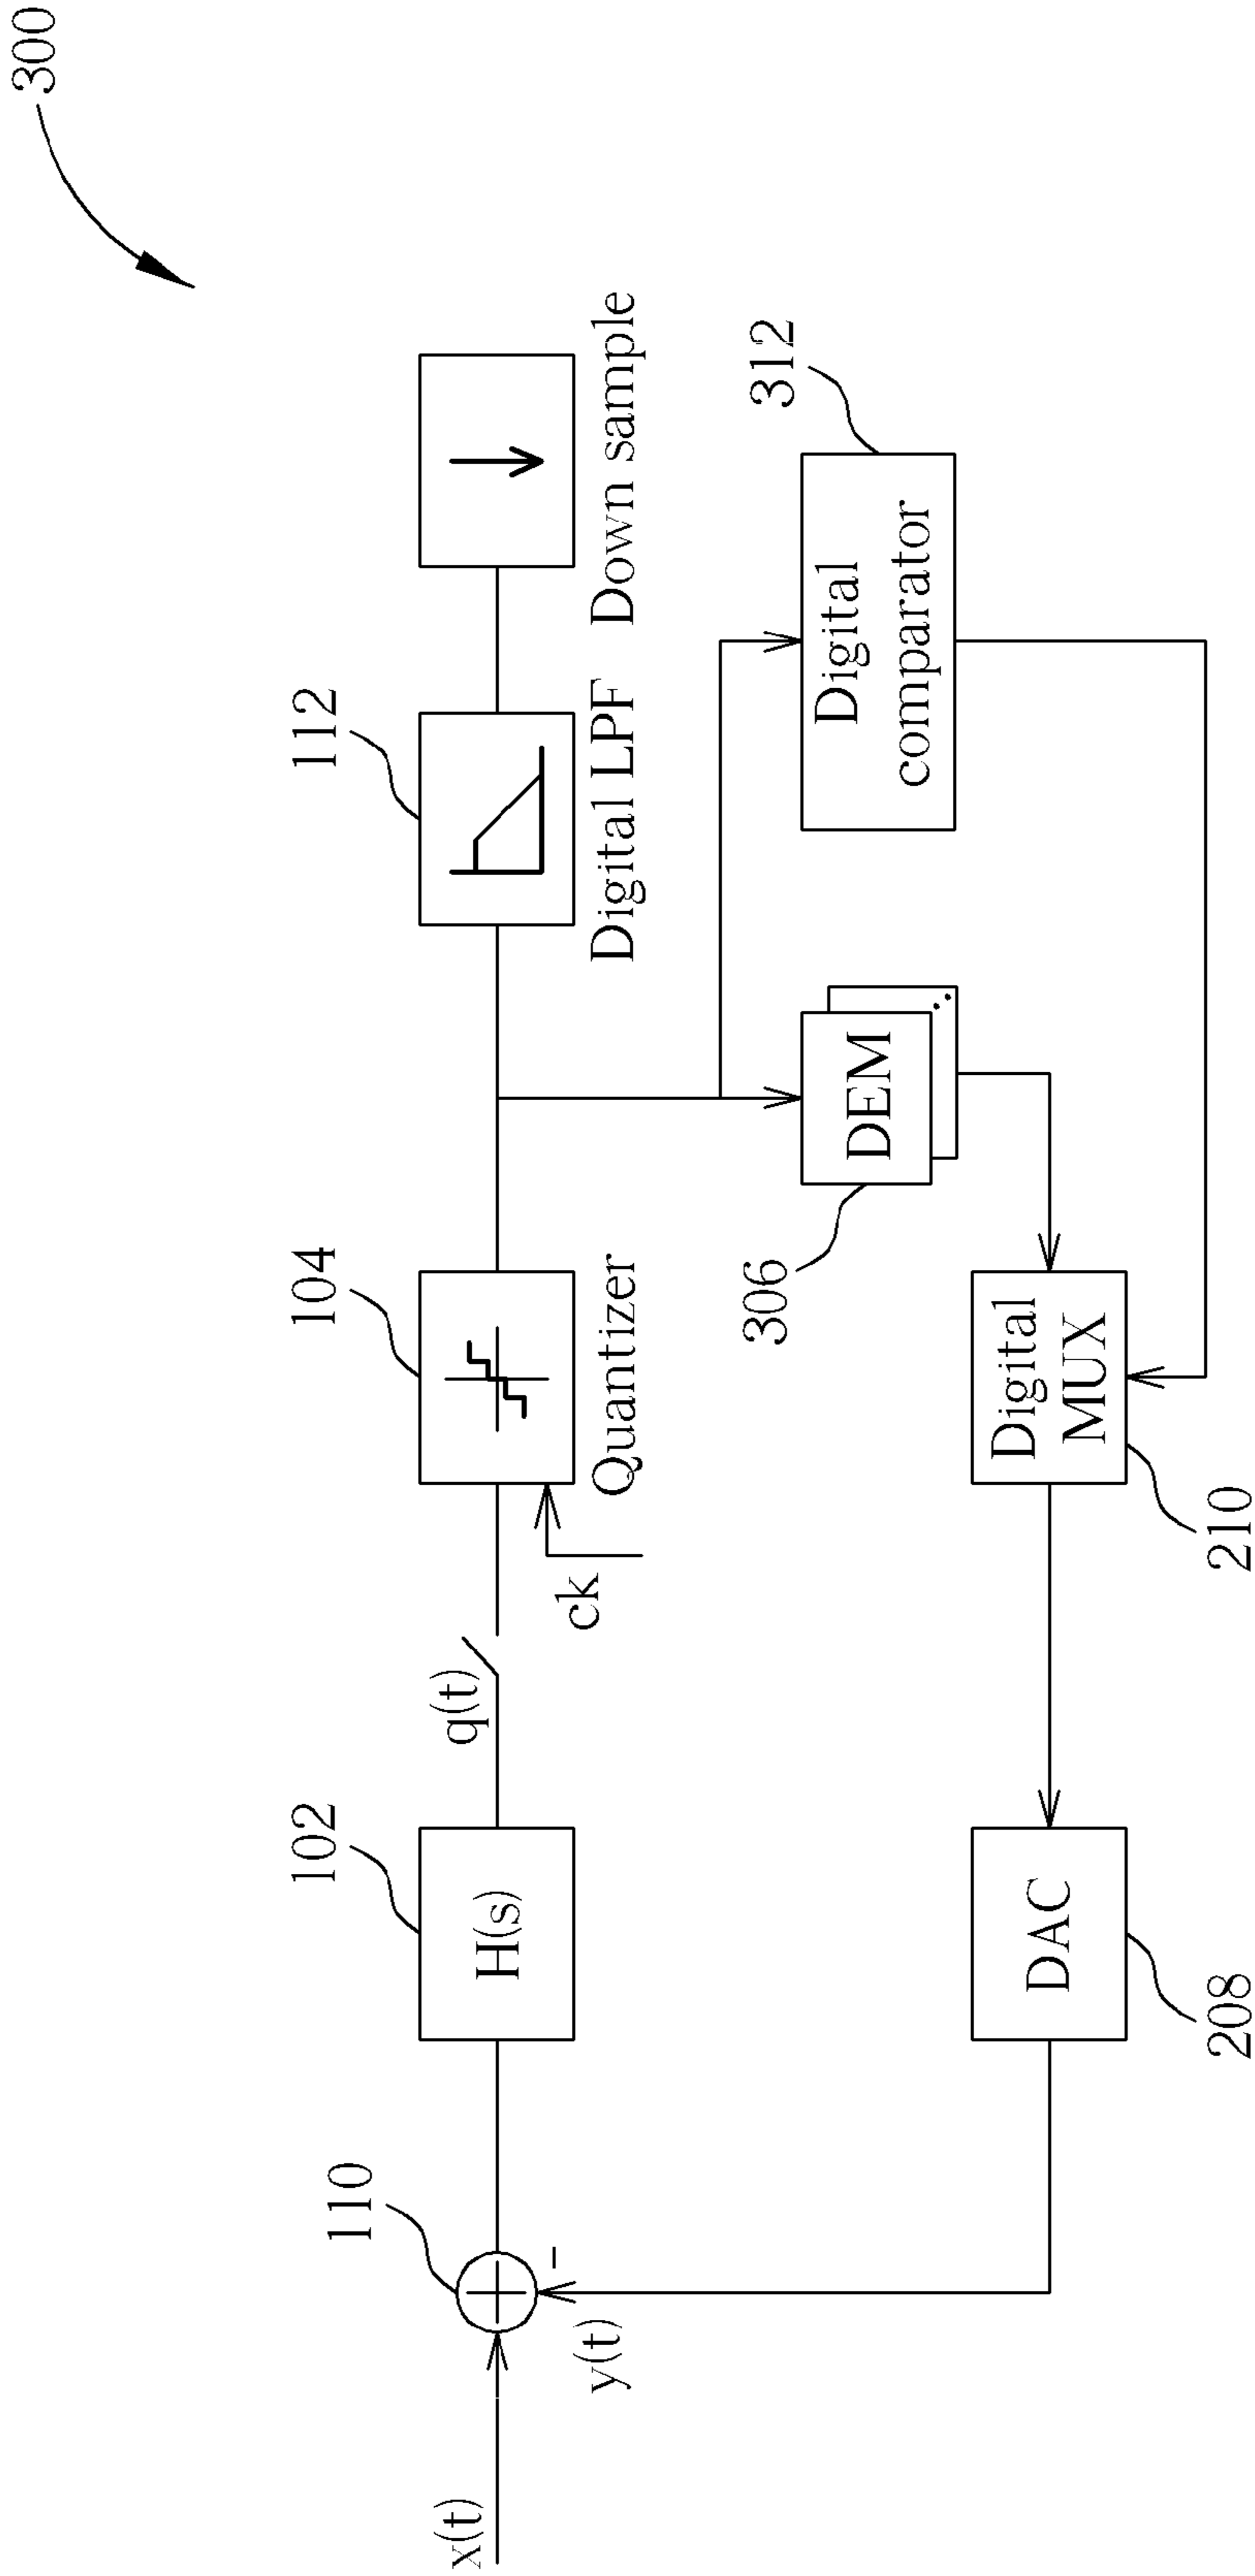 300
112
104
102
110
Down sample
Digital LPF
Quantizer
ck
q(t)
H(s)
x(t)
y(t)
-
312
Digital
comparator
DEM
306
Digital
MUX
210
DAC
208